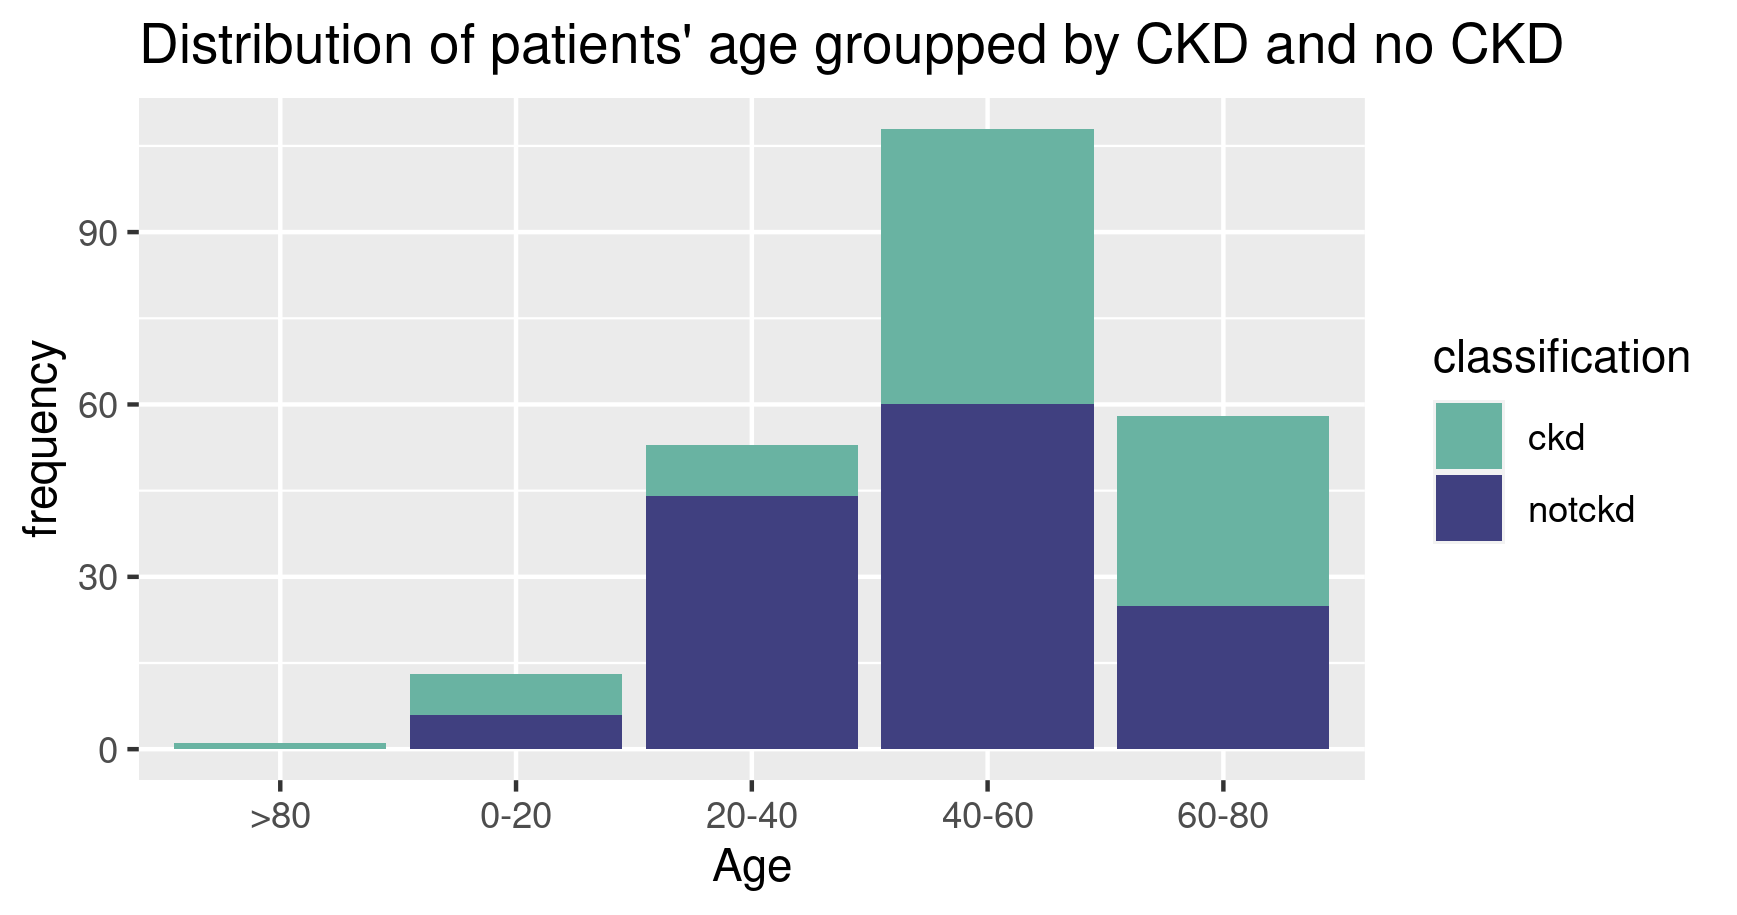 Distribution of patients' age groupped by CKD and no CKD
frequency
90
60
30
0
>80
0-20
20-40
40-60
60-80
Age
classification
ckd
notckd